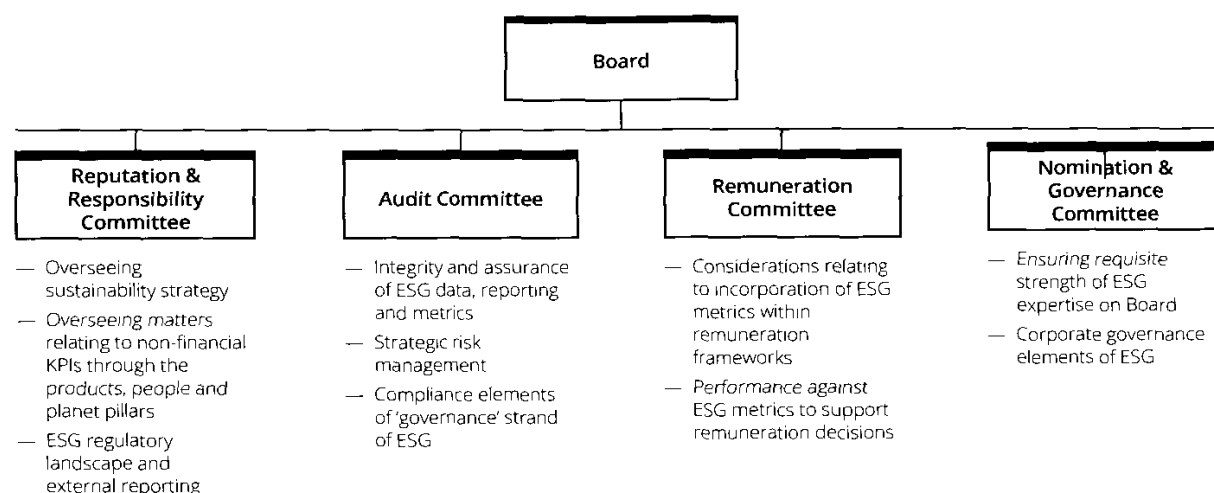 Board
Reputation &
Responsibility
Committee
— Overseeing
sustainability strategy
— Overseeing matters
relating to non-financial
KPIs through the
products, people and
planet pillars
— ESG regulatory
landscape and
external reporting
Audit Committee
— Integrity and assurance
of ESG data, reporting
and metrics
— Strategic risk
management
— Compliance elements
of ‘governance’ strand
of ESG
Remuneration
Committee
— Considerations relating
to incorporation of ESG
metrics within
remuneration
frameworks
— Performance against
ESG metrics to support
remuneration decisions
Nomination &
Governance
Committee
— Ensuring requisite
strength of ESG
expertise on Board
— Corporate governance
elements of ESG